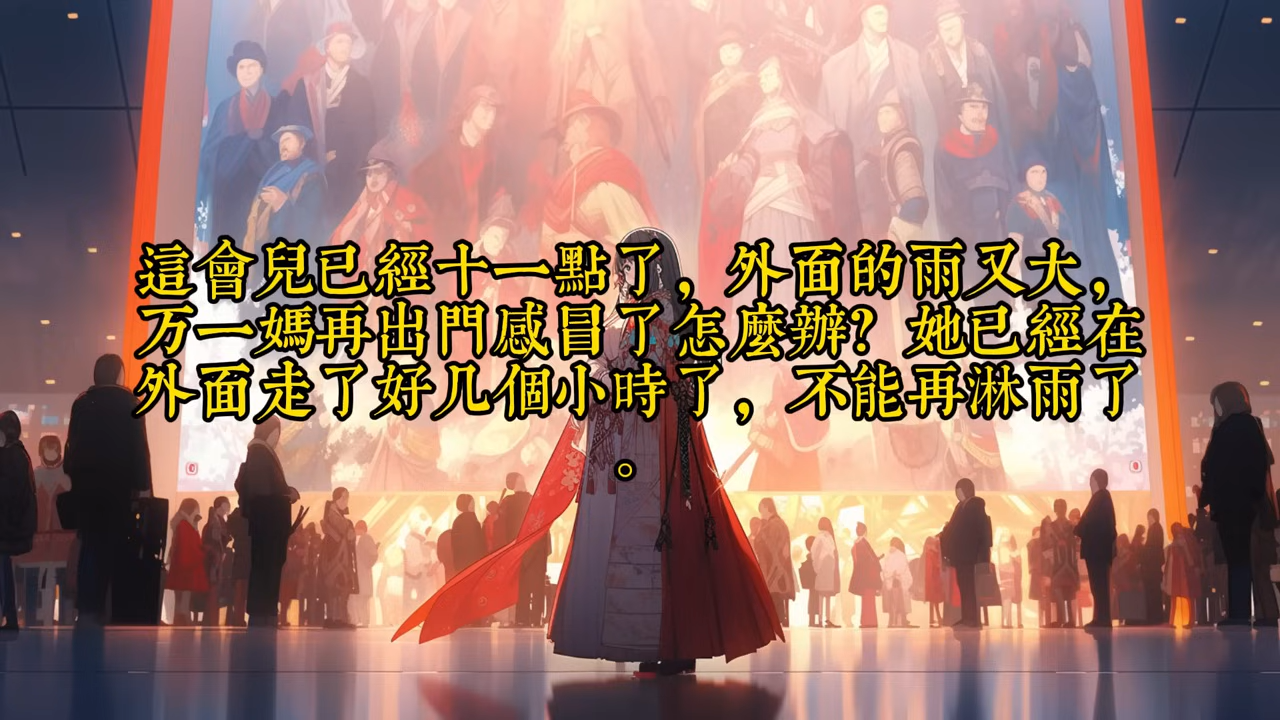 這會兒已經十一點了，外面的雨又大，
万一媽再出門感冒了怎麼辦？她已經在
外面走了好几個小時了，不能再淋雨了
。